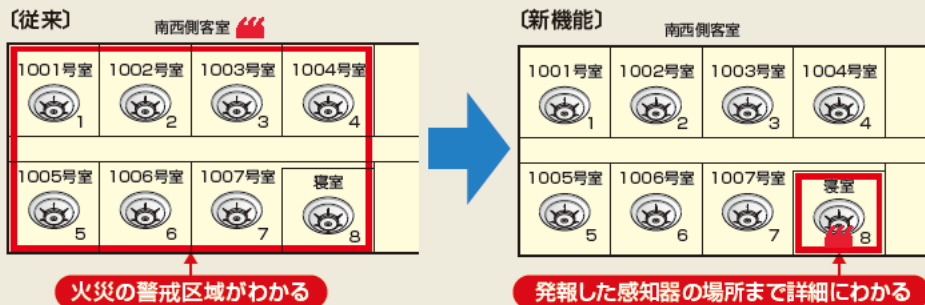 〔従来〕
南西側客室
1001号室 1002号室 1003号室 1004号室
1 2 3 4
1005号室 1006号室 1007号室 寝室
5 6 7 8
火災の警戒区域がわかる
〔新機能〕
南西側客室
1001号室 1002号室 1003号室 1004号室
1 2 3 4
1005号室 1006号室 1007号室 寝室
5 6 7 8
発報した感知器の場所まで詳細にわかる